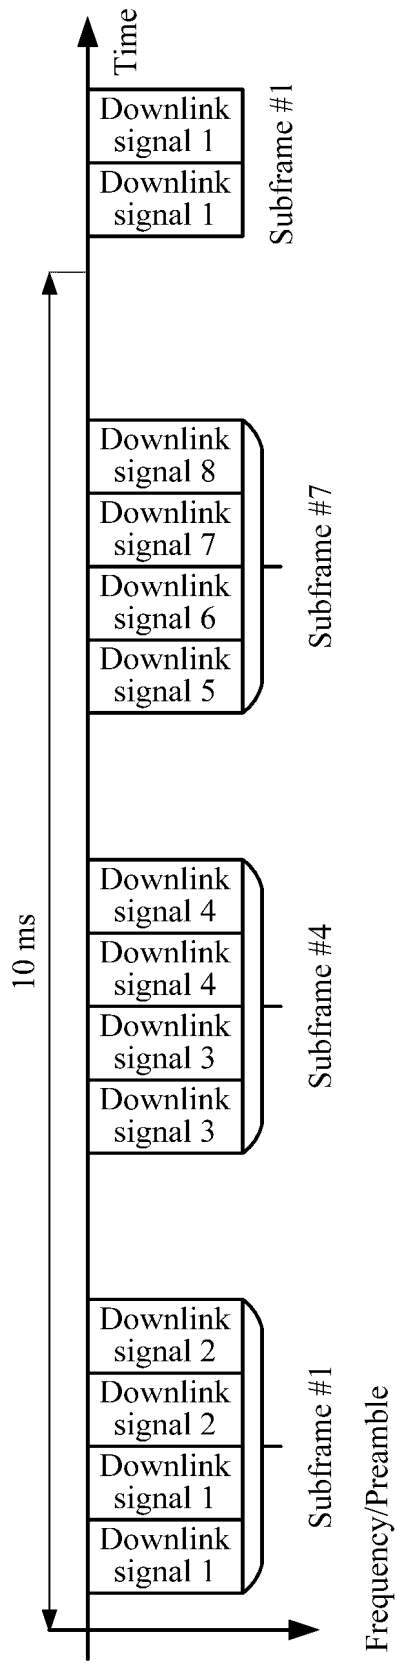 Time
Downlink
signal 1
Downlink
signal 1
Subframe #1
Downlink
signal 8
Downlink
signal 7
Downlink
signal 6
Downlink
signal 5
Subframe #7
10 ms
Downlink
signal 4
Downlink
signal 4
Downlink
signal 3
Downlink
signal 3
Subframe #4
Downlink
signal 2
Downlink
signal 2
Downlink
signal 1
Downlink
signal 1
Subframe #1
Frequency/Preamble